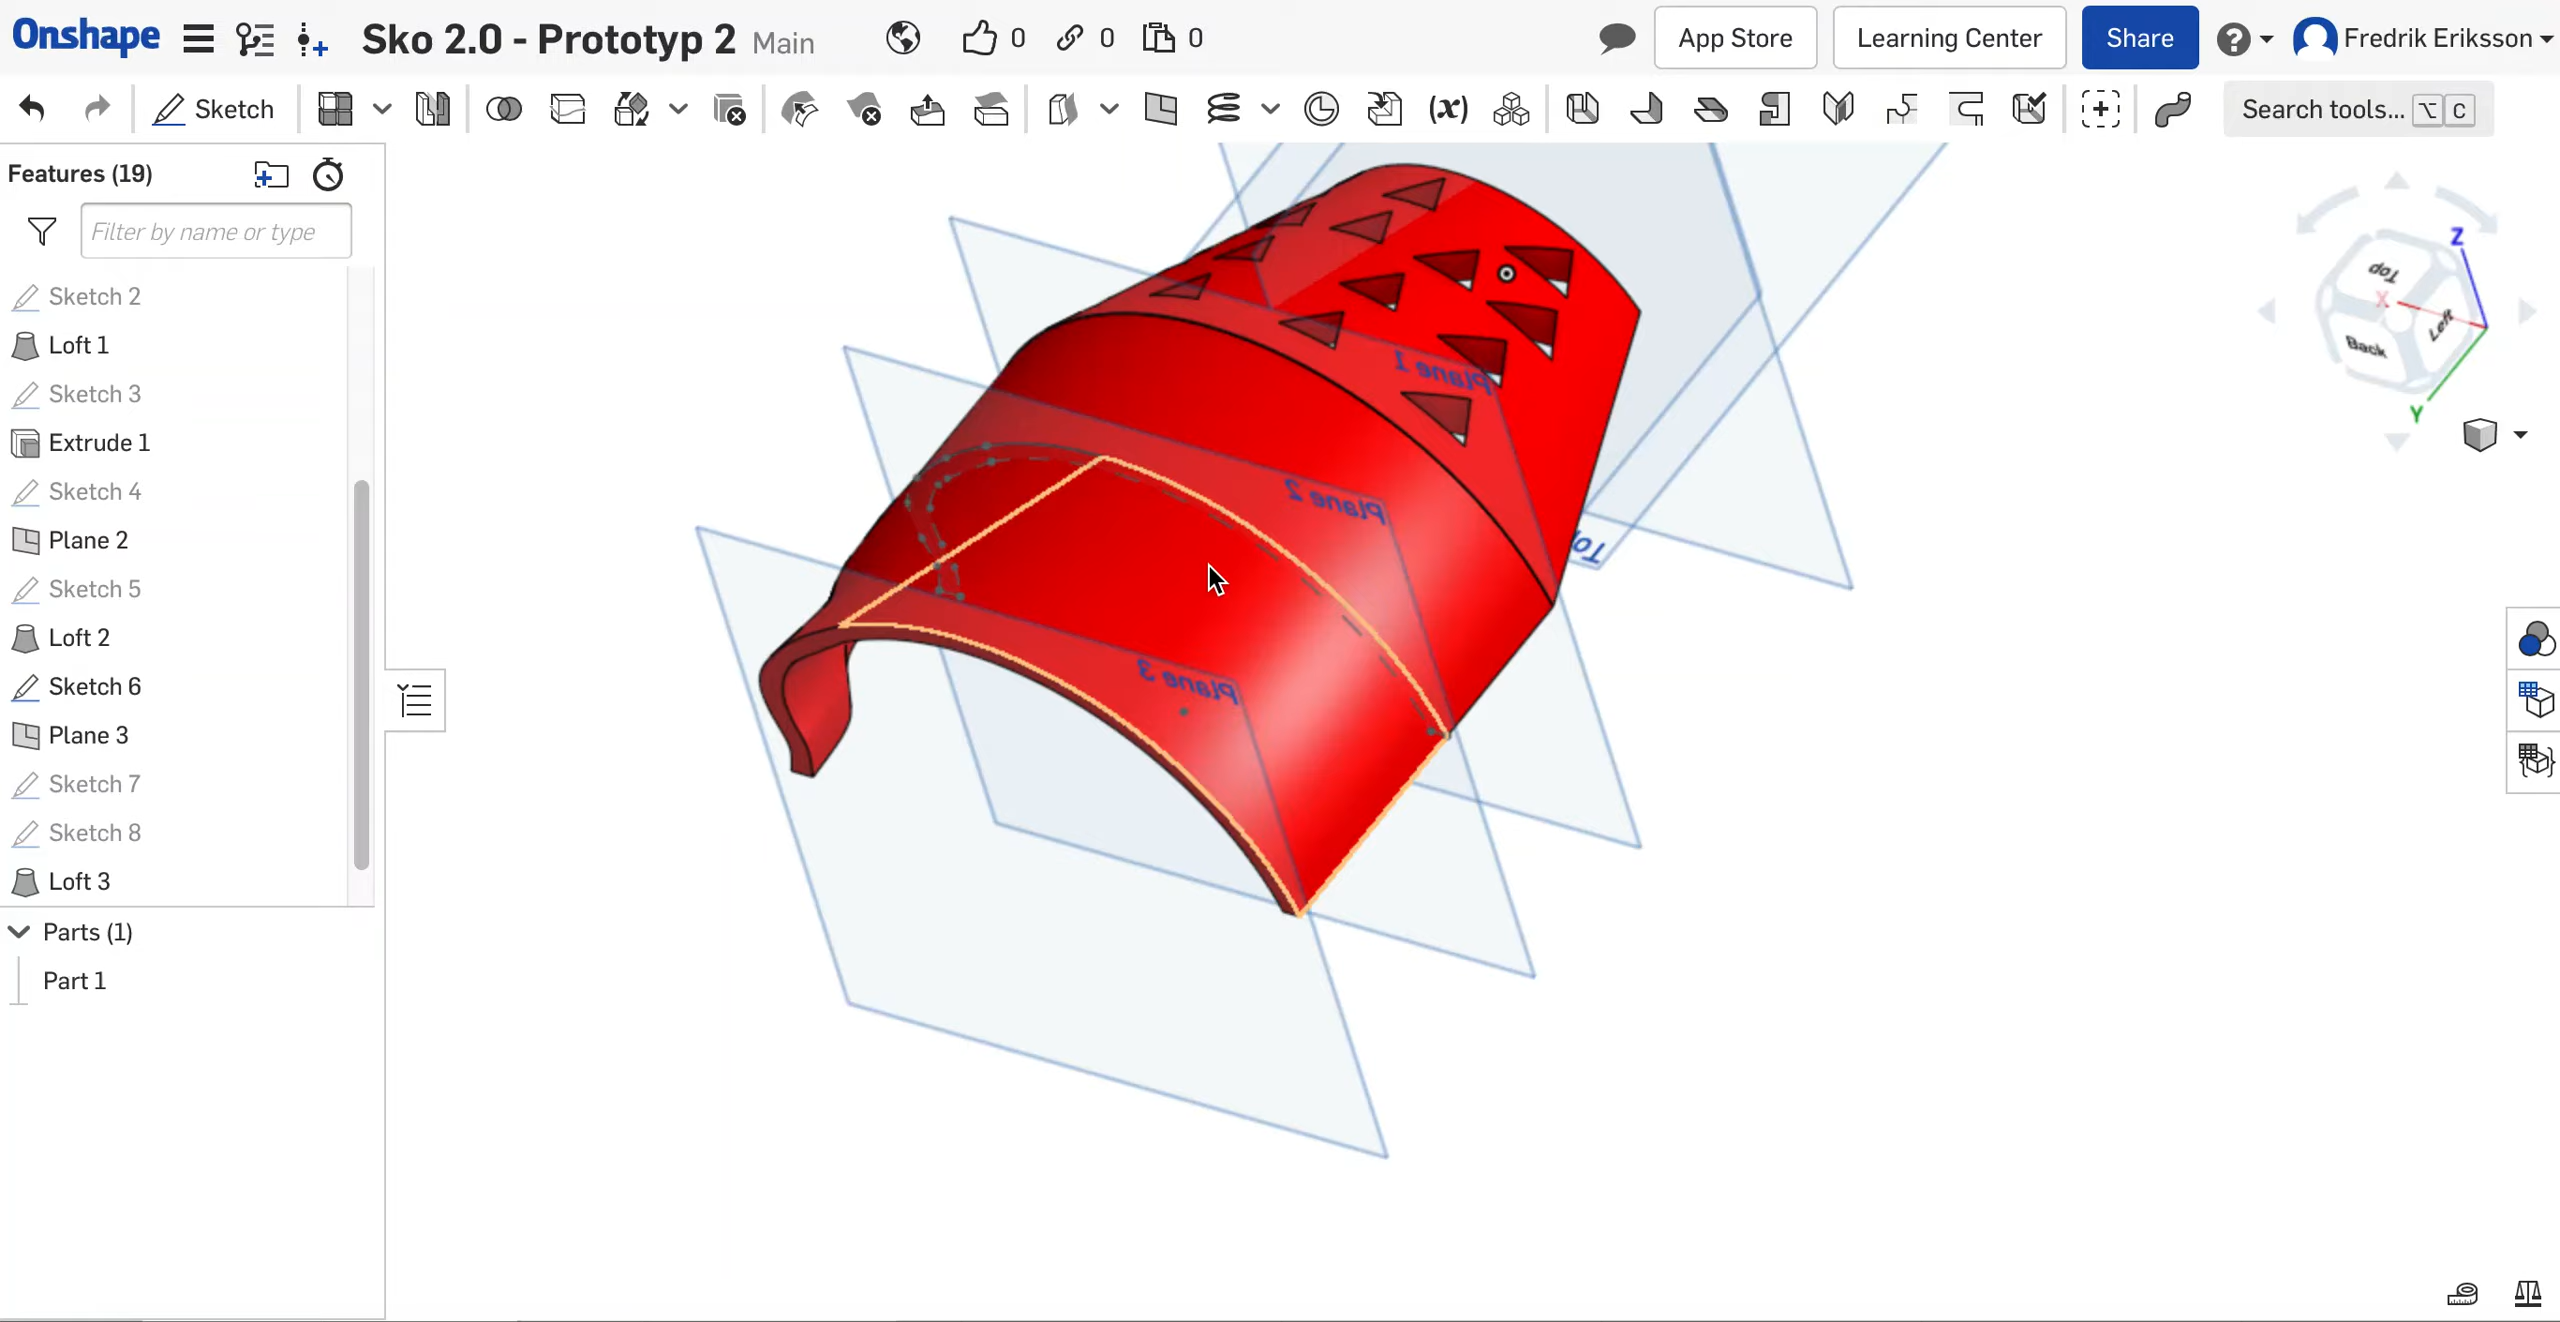 Onshape Sko 2.0 - Prototyp 2 Main 0 0 0 App Store Learning Center Share Fredrik Eriksson
Sketch (x) Search tools... ⌥ C
Features (19)
Filter by name or type
Sketch 2
Loft 1
Sketch 3
Extrude 1
Sketch 4
Plane 2
Sketch 5
Loft 2
Sketch 6
Plane 3
Sketch 7
Sketch 8
Loft 3
Parts (1)
Part 1
Plane 1
Plane 2
Plane 3
To
Z
Top
X
Left
Back
Y